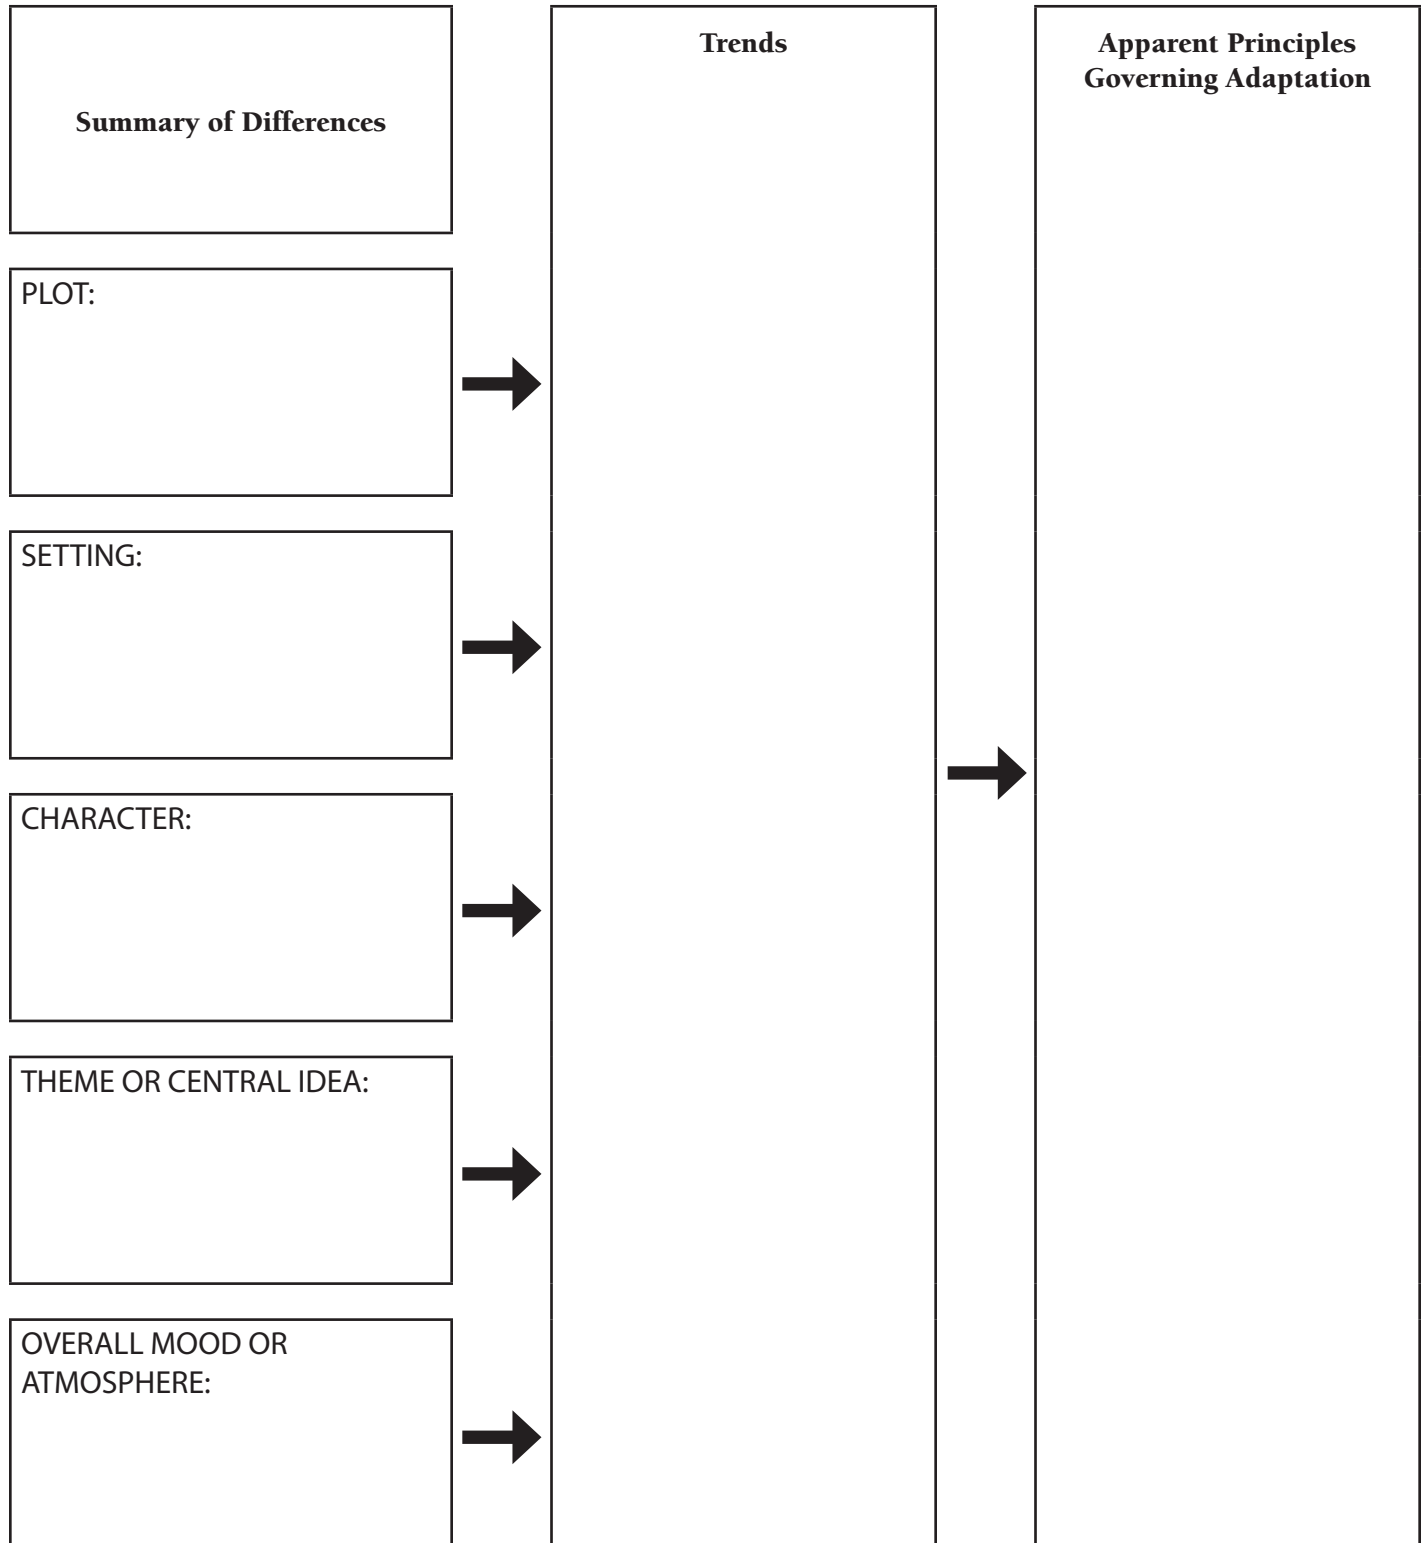 Summary of Differences
PLOT:
SETTING:
CHARACTER:
THEME OR CENTRAL IDEA:
OVERALL MOOD OR
ATMOSPHERE:
Trends
Apparent Principles
Governing Adaptation